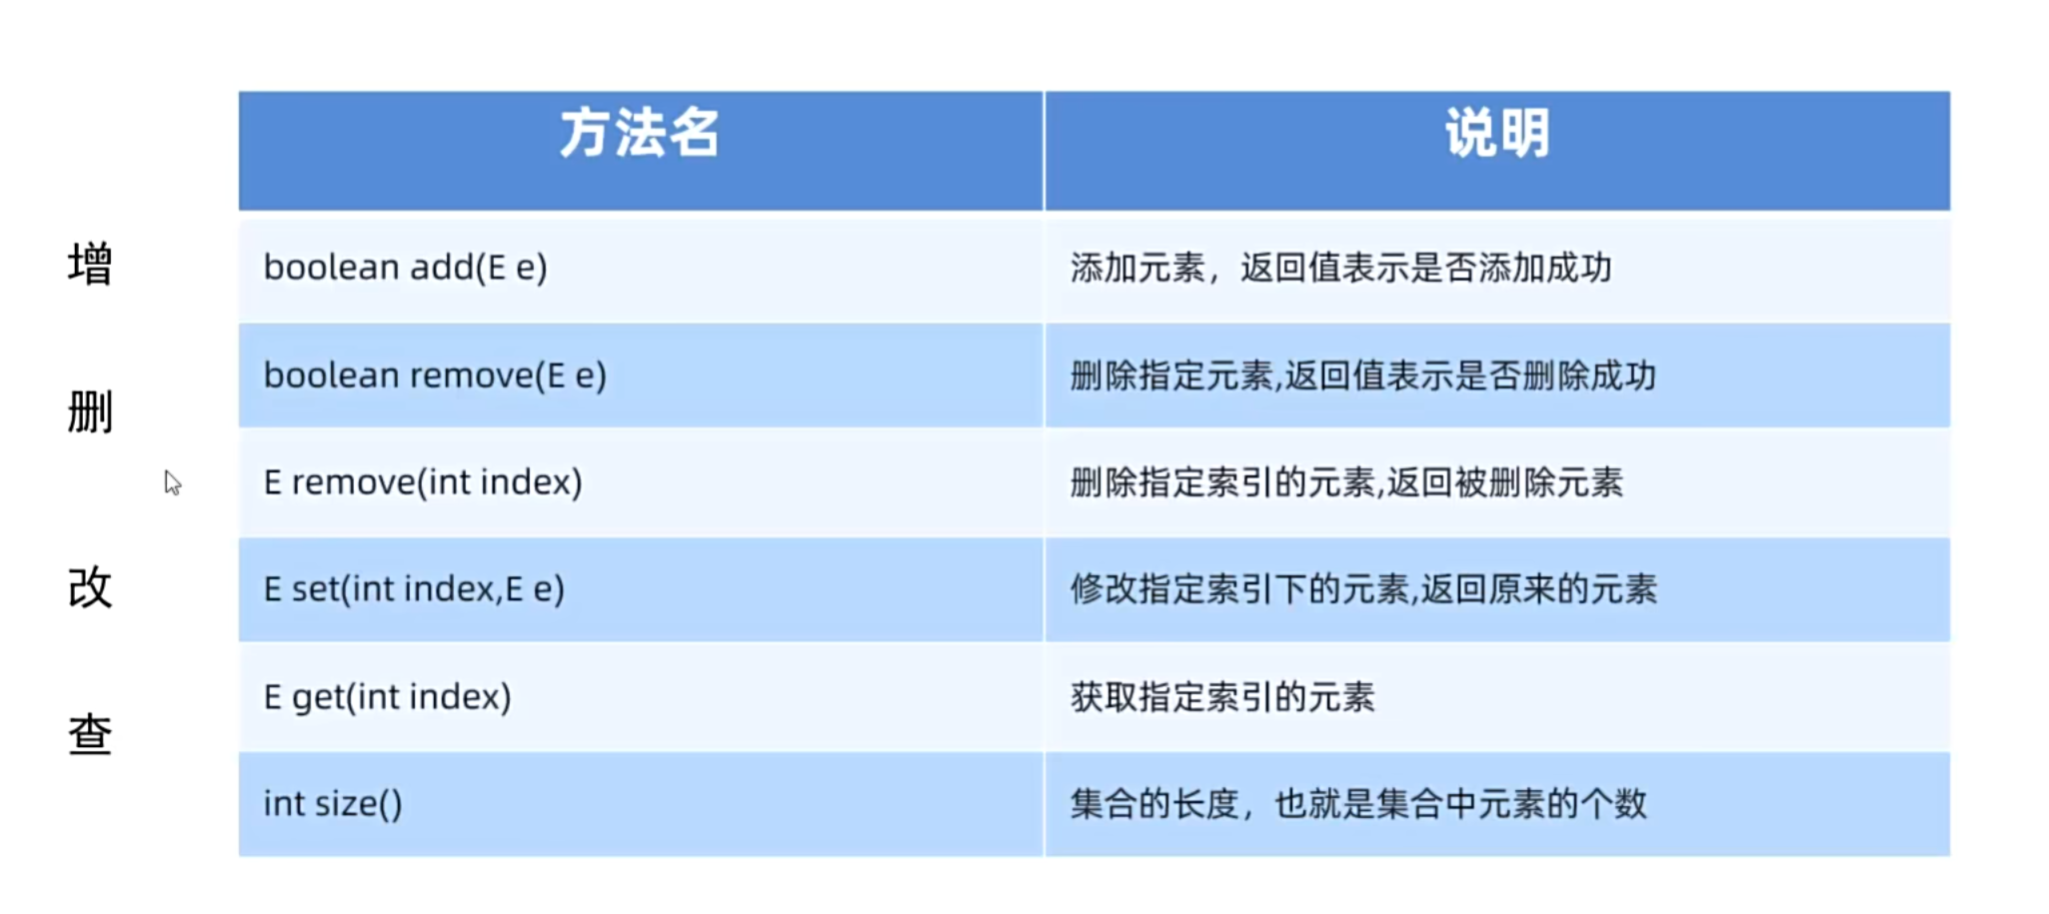 方法名 说明
增 boolean add(E e) 添加元素，返回值表示是否添加成功
boolean remove(E e) 删除指定元素,返回值表示是否删除成功
删
E remove(int index) 删除指定索引的元素,返回被删除元素
改 E set(int index,E e) 修改指定索引下的元素,返回原来的元素
E get(int index) 获取指定索引的元素
查
int size() 集合的长度，也就是集合中元素的个数